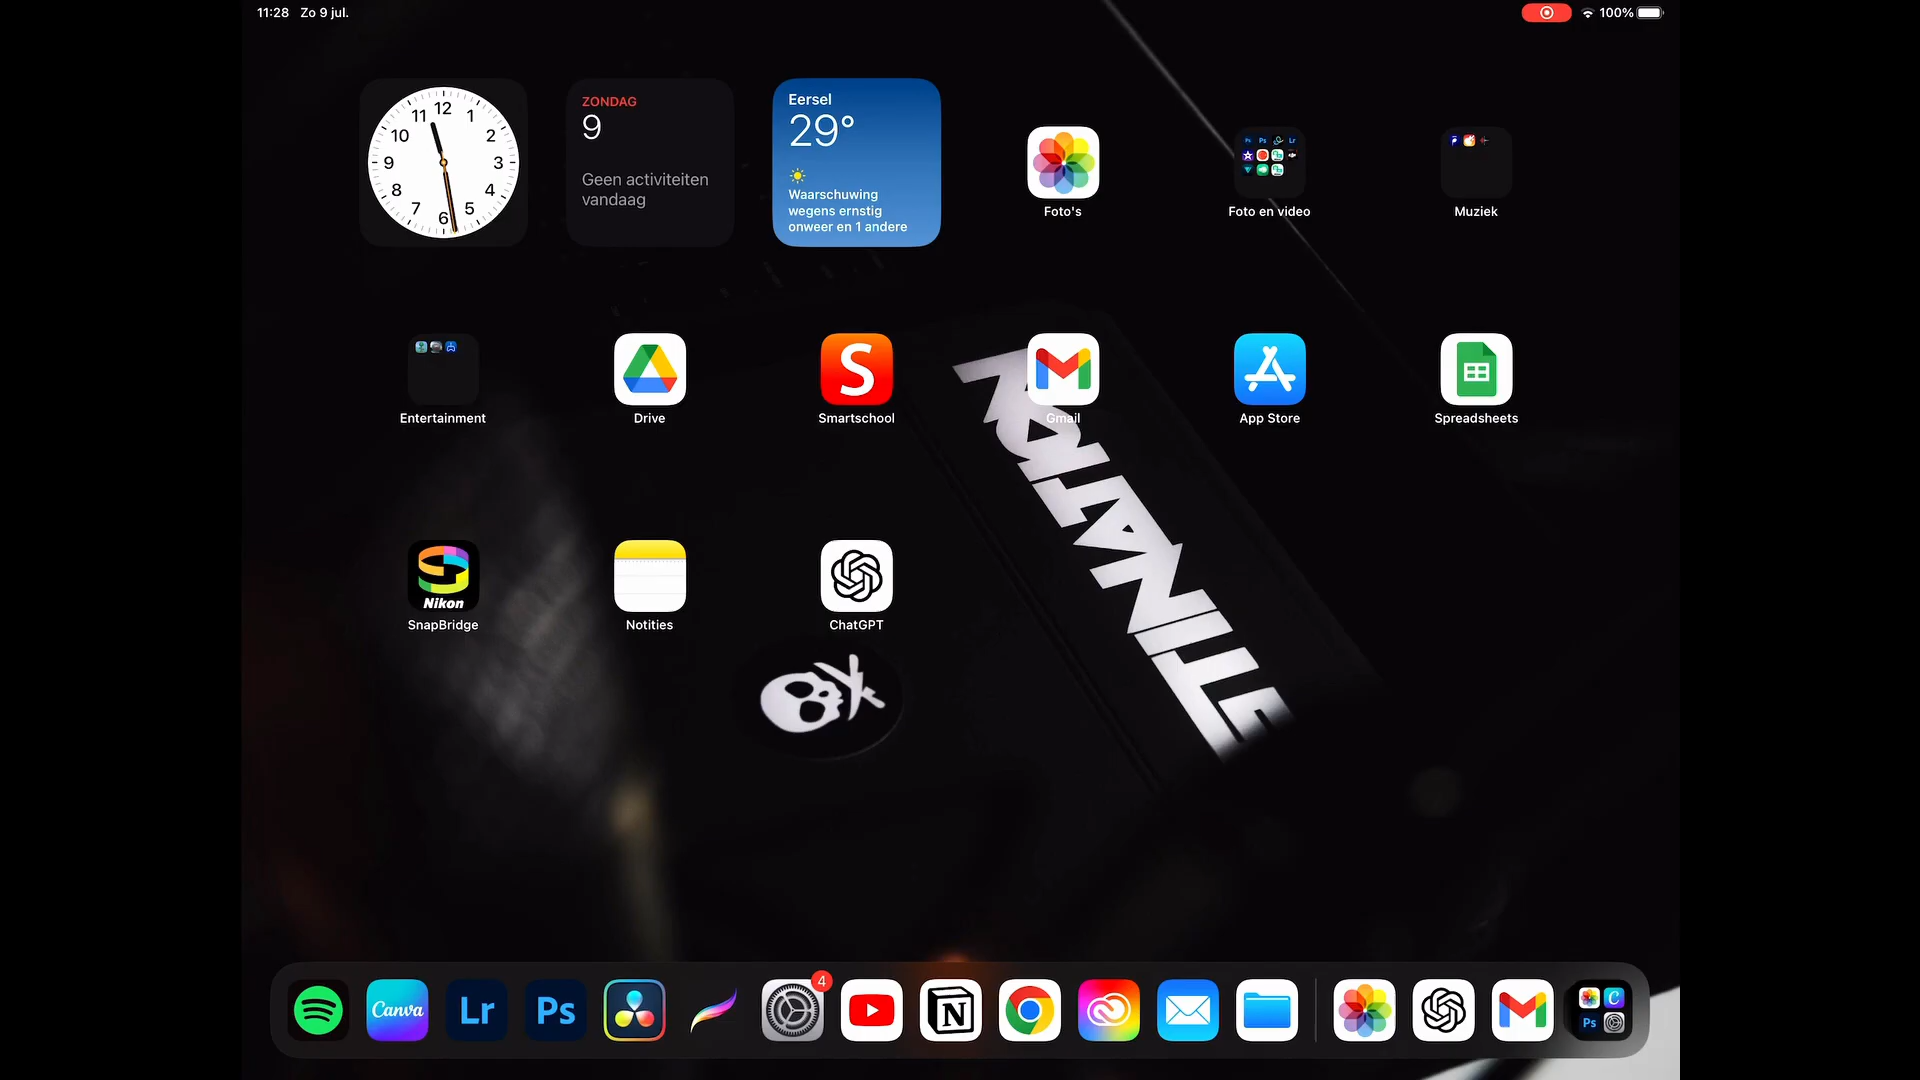 11:28 Zo 9 jul.
100%
12
11 1
10 2
9 3
8 4
7 5
6
ZONDAG
9
Geen activiteiten
vandaag
Eersel
29°
Waarschuwing
wegens ernstig
onweer en 1 andere
Foto's
Foto en video
Muziek
Entertainment
Drive
S
Smartschool
Gmail
App Store
Spreadsheets
Nikon
SnapBridge
Notities
ChatGPT
Canva
Lr
Ps
4
N
C
Ps